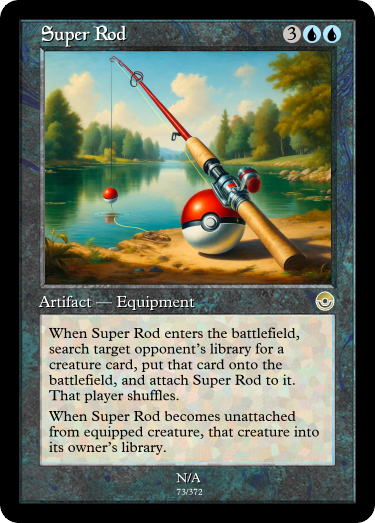 Super Rod 3
Artifact — Equipment
When Super Rod enters the battlefield,
search target opponent's library for a
creature card, put that card onto the
battlefield, and attach Super Rod to it.
That player shuffles.
When Super Rod becomes unattached
from equipped creature, that creature into
its owner's library.
N/A
73/372